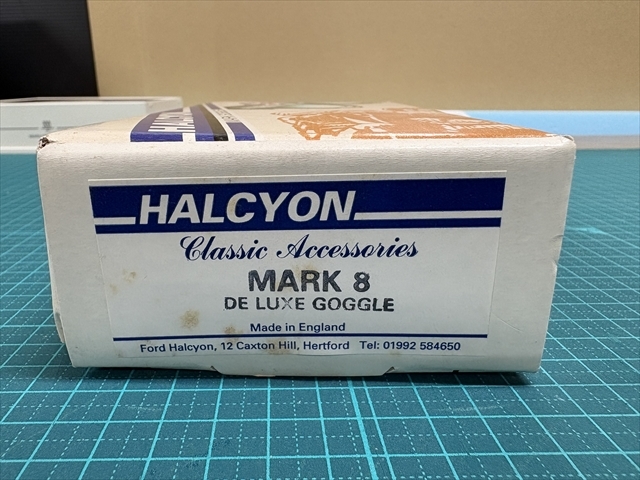 HALCYON
Classic Accessories
MARK 8
DE LUXE GOGGLE
Made in England
Ford Halcyon, 12 Caxton Hill, Hertford Tel: 01992 584650